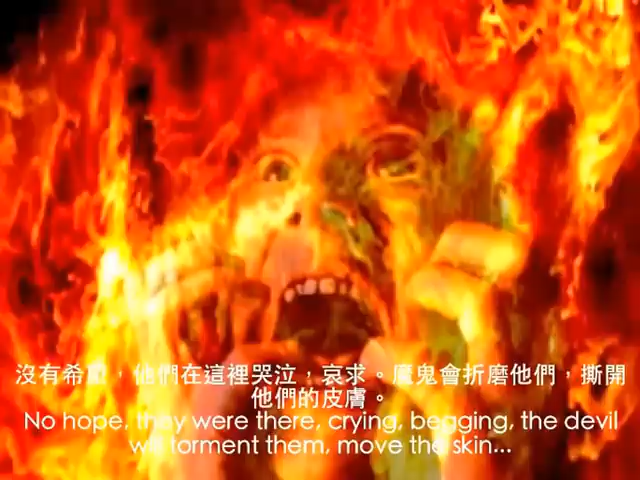 沒有希望，他們在這裡哭泣，哀求。魔鬼會折磨他們，撕開
他們的皮膚。
No hope, they were there, crying, begging, the devil
will torment them, move the skin...